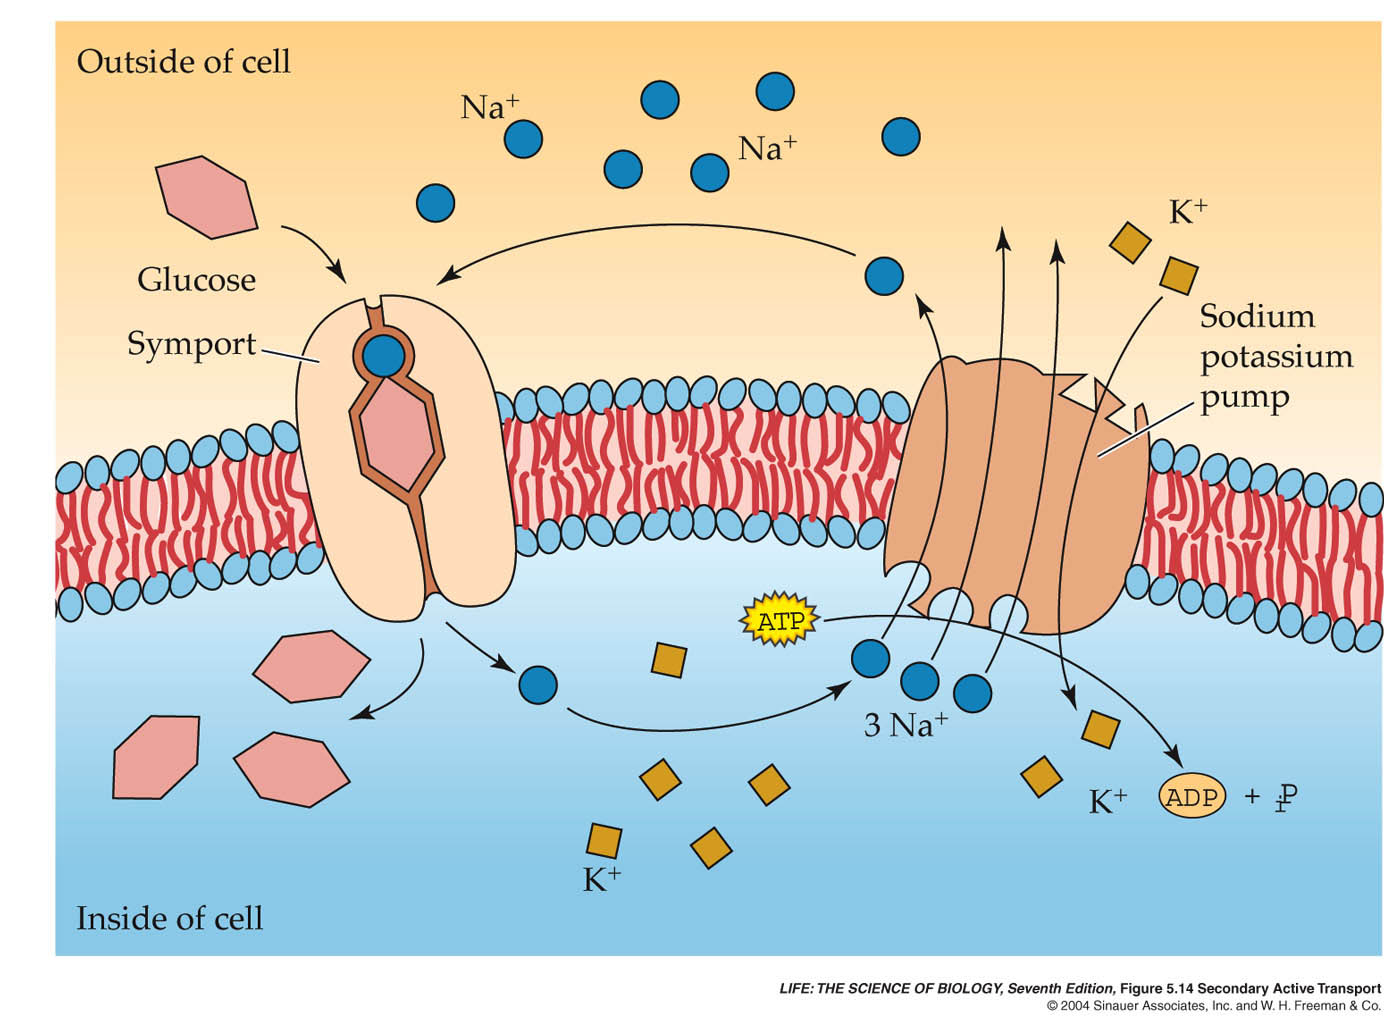 Outside of cell
Na+
Na+
K+
Glucose
Symport
Sodium
potassium
pump
ATP
3 Na+
K+
ADP + Pi
K+
Inside of cell
LIFE: THE SCIENCE OF BIOLOGY, Seventh Edition, Figure 5.14 Secondary Active Transport
© 2004 Sinauer Associates, Inc. and W. H. Freeman & Co.